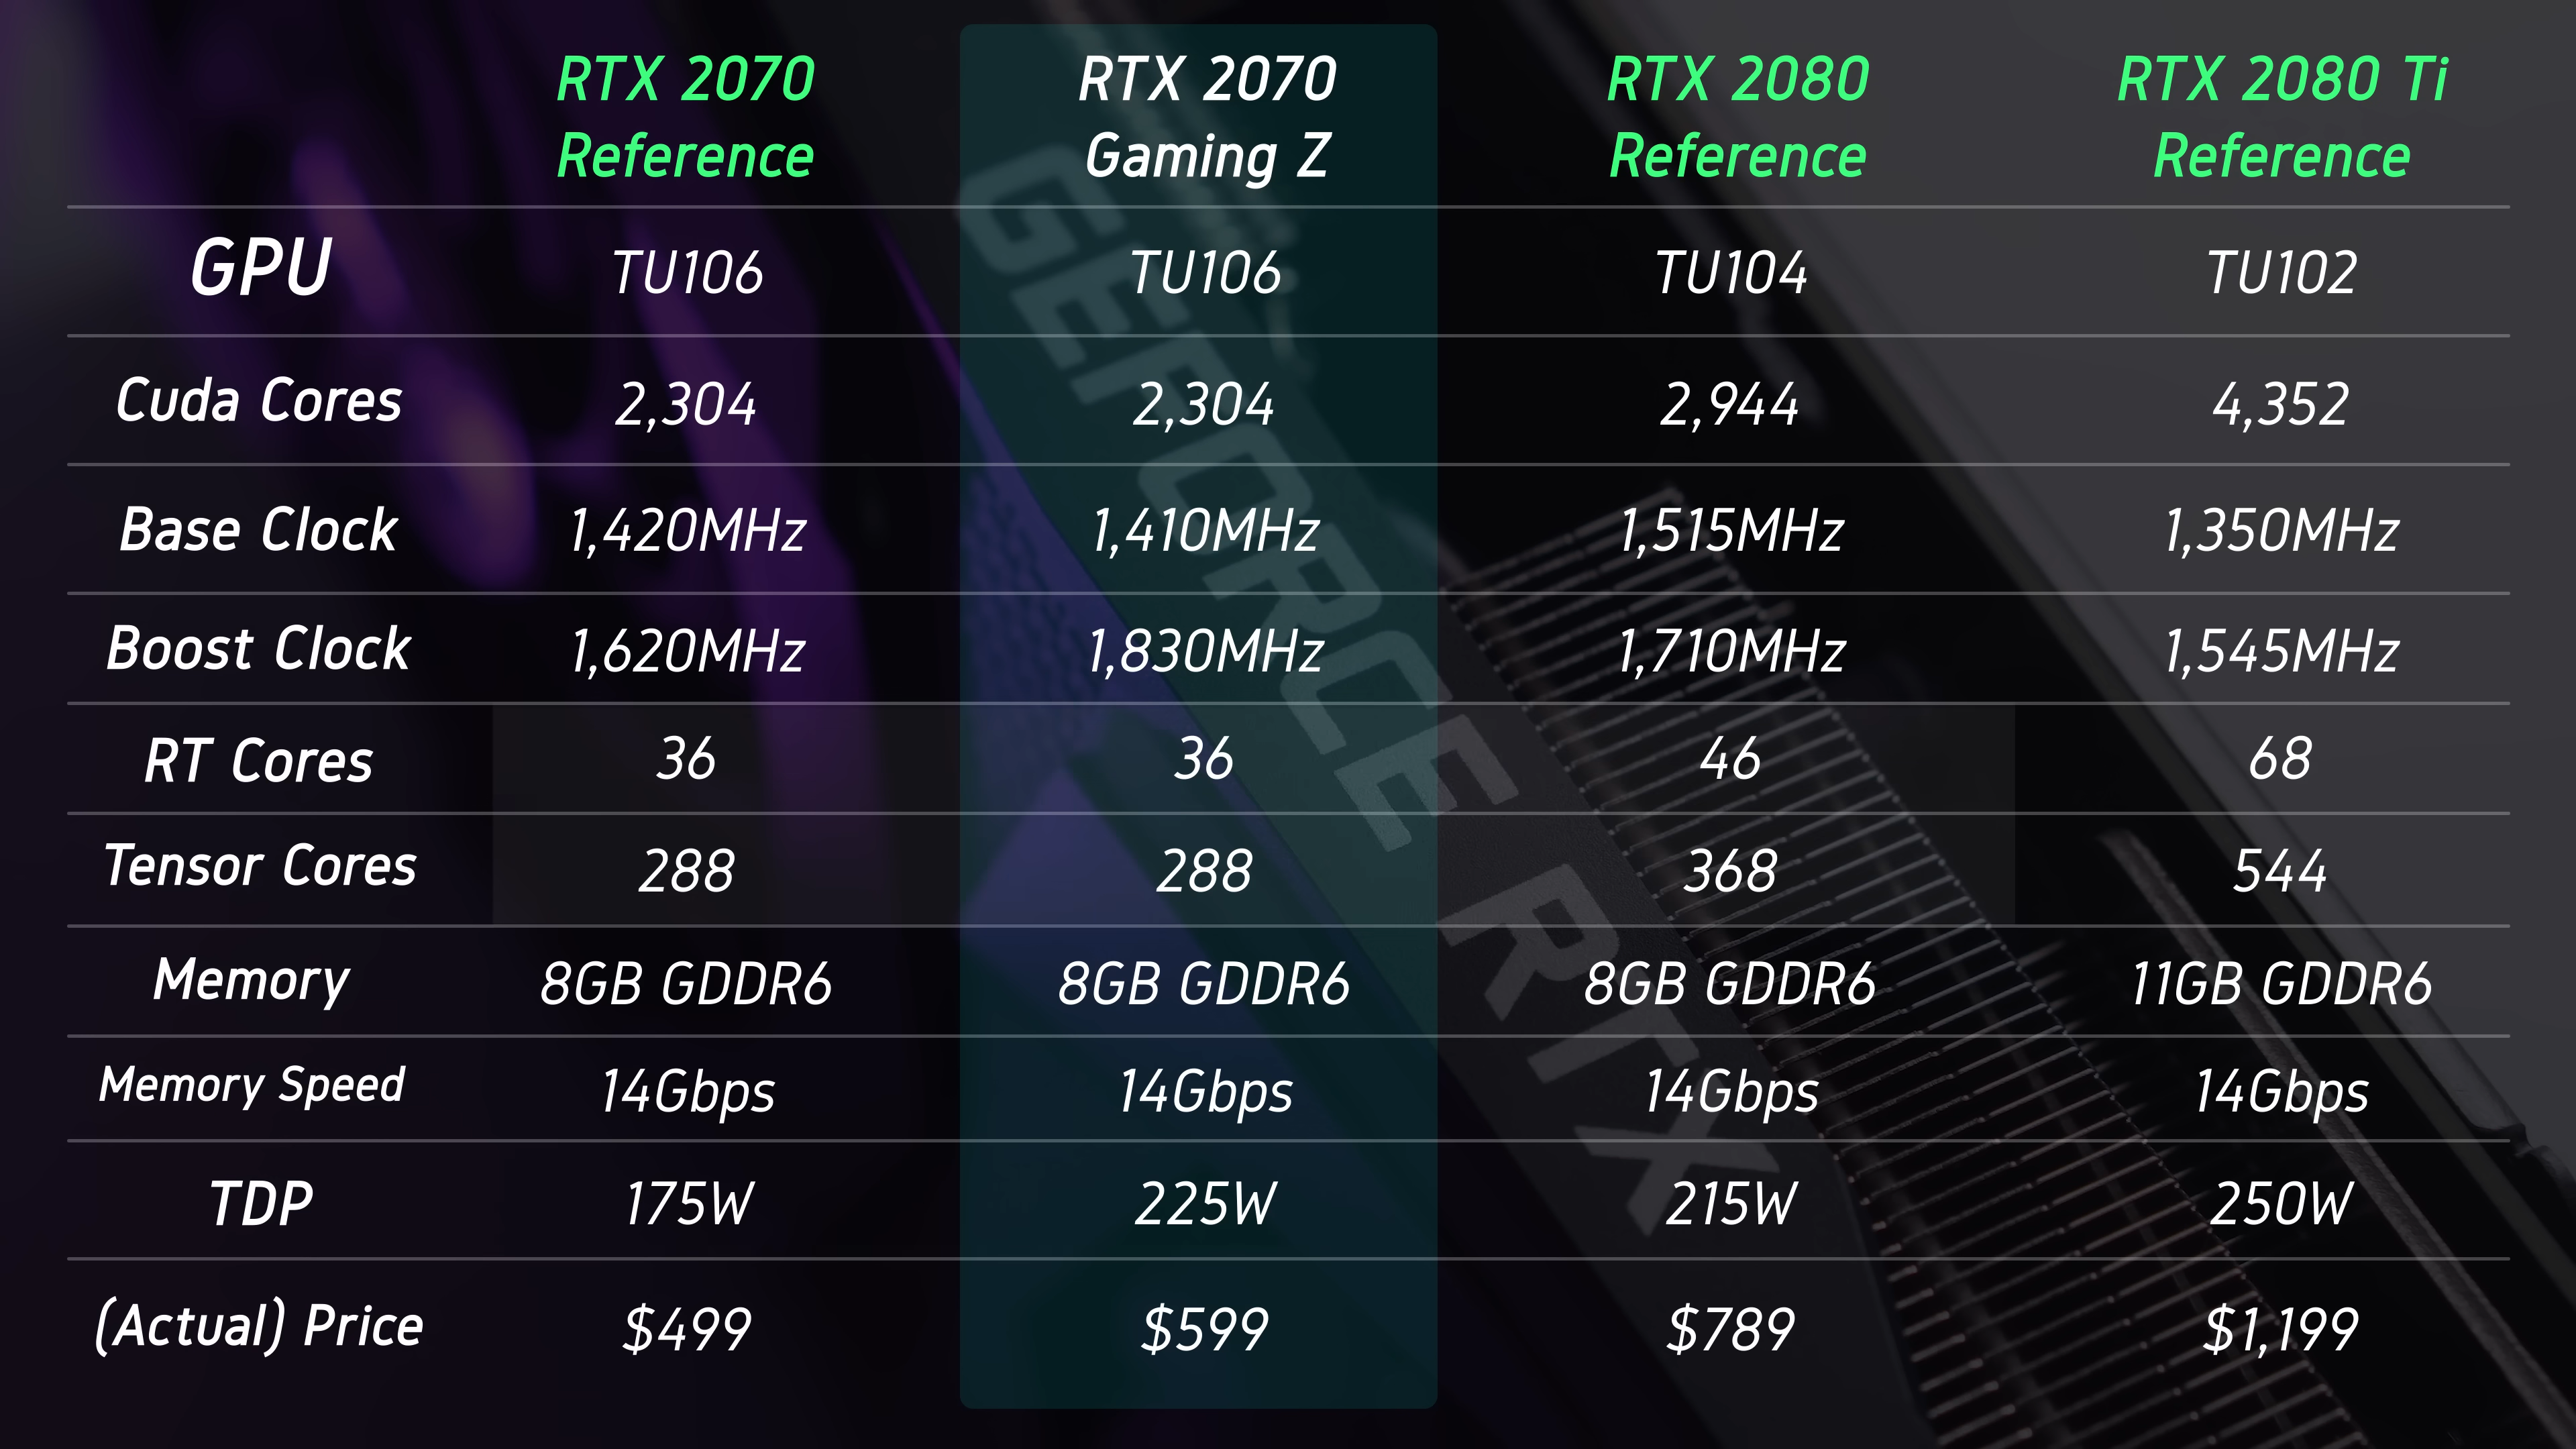 RTX 2070 Reference RTX 2070 Gaming Z RTX 2080 Reference RTX 2080 Ti Reference
GPU TU106 TU106 TU104 TU102
Cuda Cores 2,304 2,304 2,944 4,352
Base Clock 1,420MHz 1,410MHz 1,515MHz 1,350MHz
Boost Clock 1,620MHz 1,830MHz 1,710MHz 1,545MHz
RT Cores 36 36 46 68
Tensor Cores 288 288 368 544
Memory 8GB GDDR6 8GB GDDR6 8GB GDDR6 11GB GDDR6
Memory Speed 14Gbps 14Gbps 14Gbps 14Gbps
TDP 175W 225W 215W 250W
(Actual) Price $499 $599 $789 $1,199
GEFORCE RTX